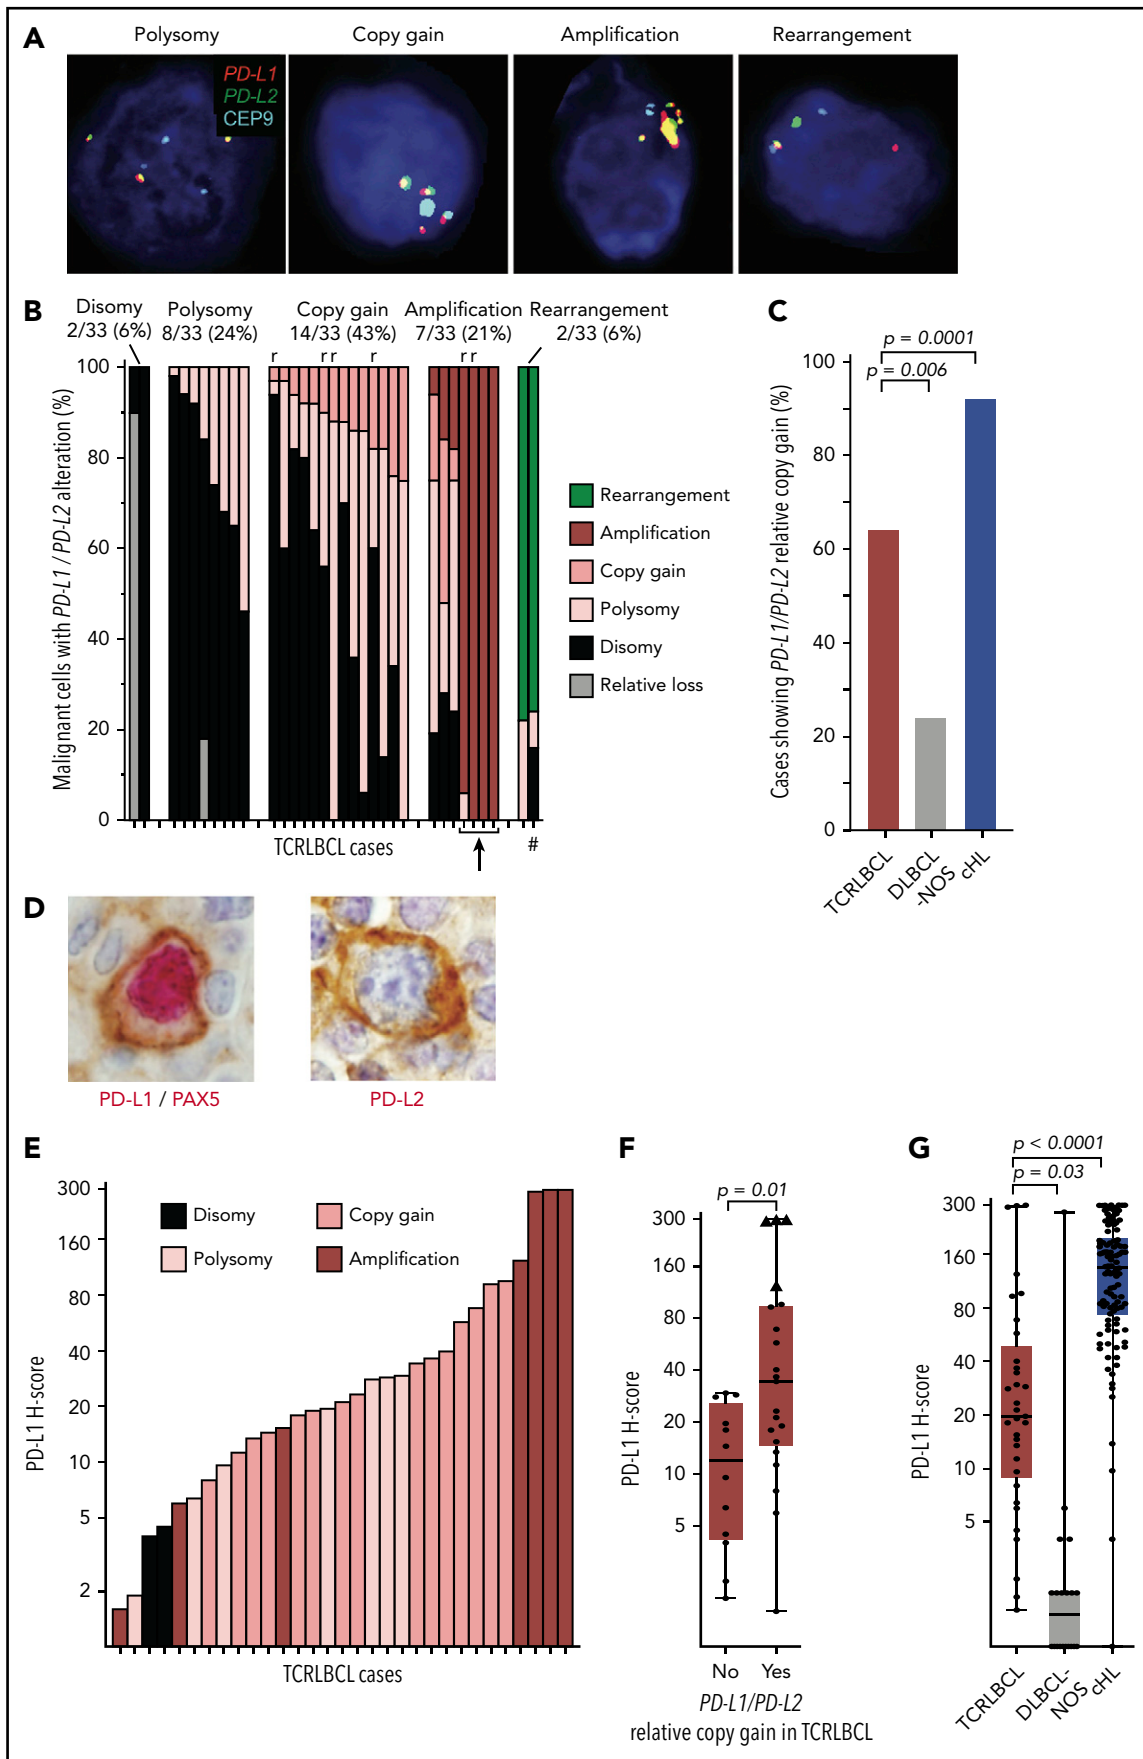 A
Polysomy
Copy gain
Amplification
Rearrangement
PD-L1
PD-L2
CEP9
B
Disomy
2/33 (6%)
Polysomy
8/33 (24%)
Copy gain
14/33 (43%)
Amplification
7/33 (21%)
Rearrangement
2/33 (6%)
r
r r
r
r r
Malignant cells with PD-L1 / PD-L2 alteration (%)
100
80
60
40
20
0
TCRLBCL cases
#
Rearrangement
Amplification
Copy gain
Polysomy
Disomy
Relative loss
C
p = 0.0001
p = 0.006
Cases showing PD-L1/PD-L2 relative copy gain (%)
100
80
60
40
20
0
TCRLBCL
DLBCL
-NOS
cHL
D
PD-L1 / PAX5
PD-L2
E
PD-L1 H-score
300
160
80
40
20
10
5
2
Disomy
Polysomy
Copy gain
Amplification
TCRLBCL cases
F
p = 0.01
PD-L1 H-score
300
160
80
40
20
10
5
No
Yes
PD-L1/PD-L2
relative copy gain in TCRLBCL
G
p < 0.0001
p = 0.03
PD-L1 H-score
300
160
80
40
20
10
5
TCRLBCL
DLBCL-
NOS
cHL